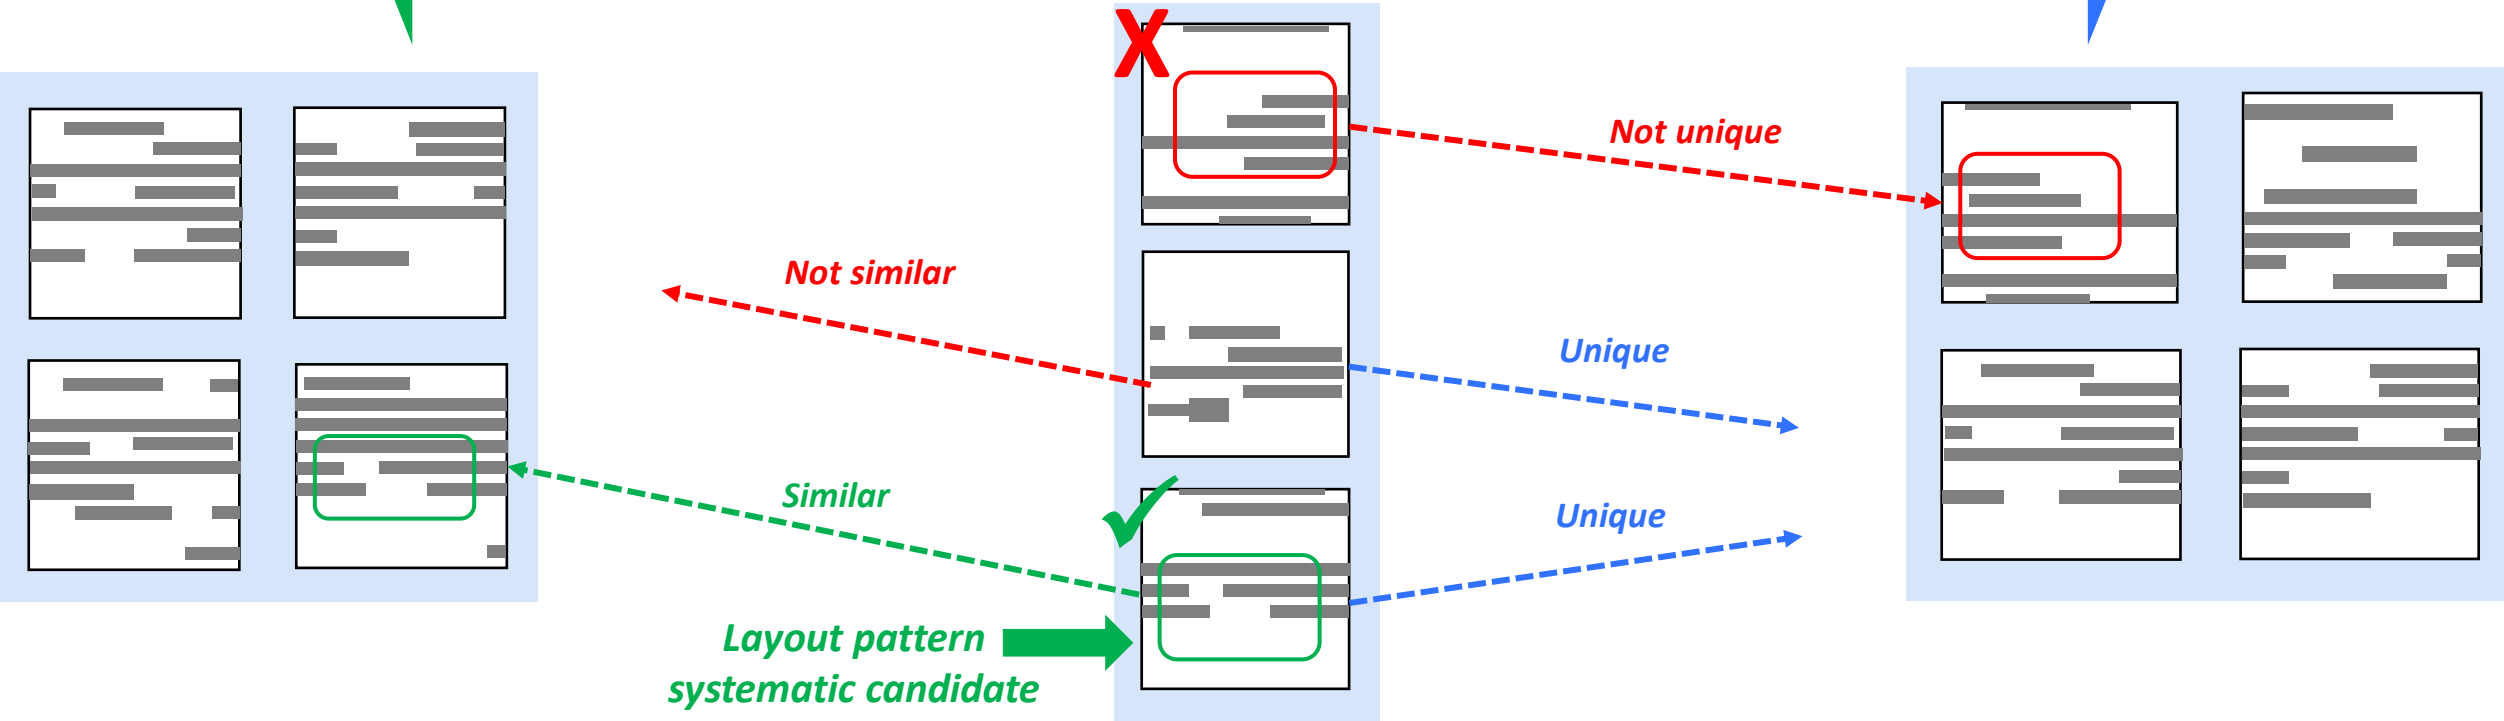 X
Not unique
Not similar
Unique
Similar
Unique
Layout pattern
systematic candidate